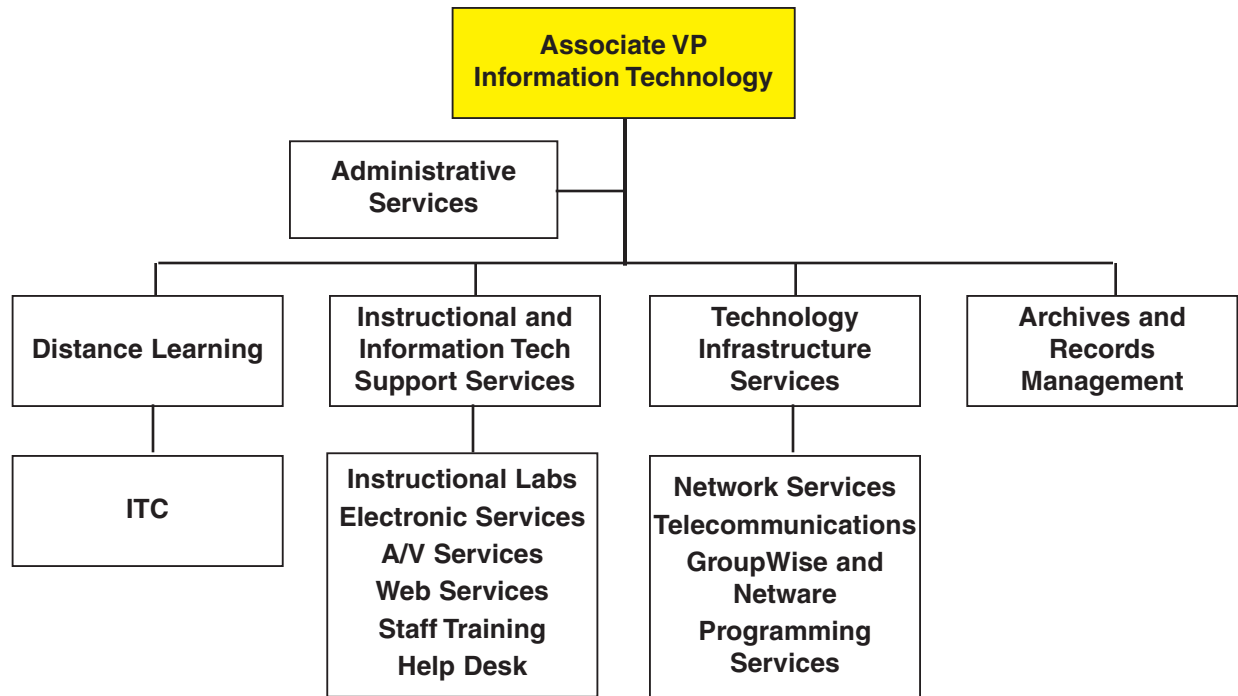 Associate VP
Information Technology
Administrative
Services
Distance Learning
Instructional and
Information Tech
Support Services
Technology
Infrastructure
Services
Archives and
Records
Management
ITC
Instructional Labs
Electronic Services
A/V Services
Web Services
Staff Training
Help Desk
Network Services
Telecommunications
GroupWise and
Netware
Programming
Services